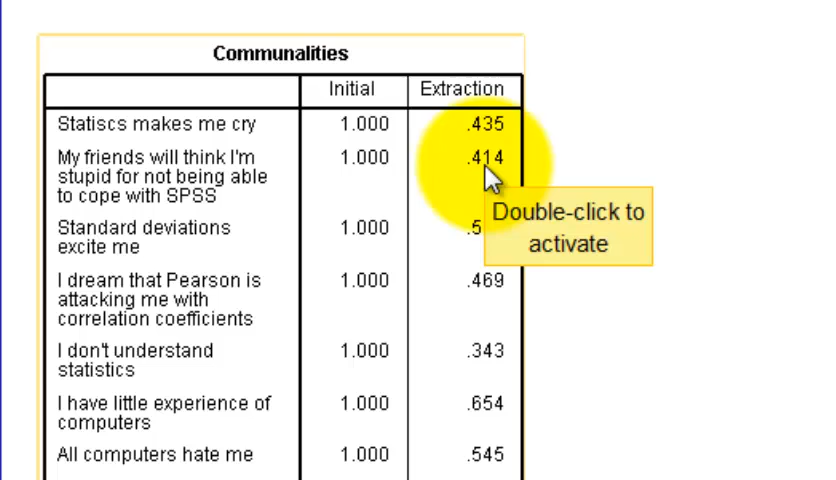 Communalities
Initial Extraction
Statiscs makes me cry 1.000 .435
My friends will think I'm 1.000 .414
stupid for not being able
to cope with SPSS
Double-click to
activate
Standard deviations 1.000
excite me
I dream that Pearson is 1.000 .469
attacking me with
correlation coefficients
I don't understand 1.000 .343
statistics
I have little experience of 1.000 .654
computers
All computers hate me 1.000 .545